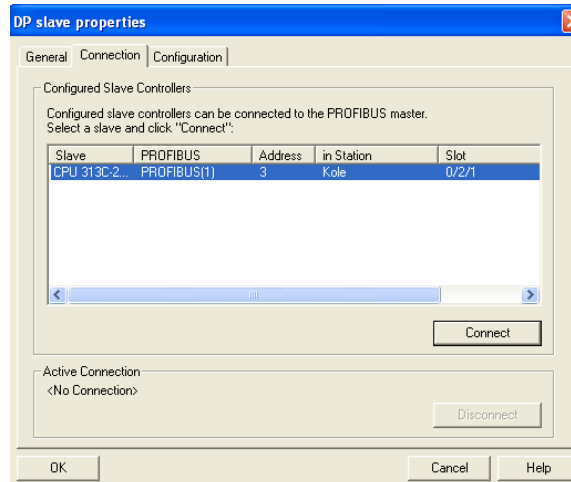 DP slave properties
General Connection Configuration
Configured Slave Controllers
Configured slave controllers can be connected to the PROFIBUS master.
Select a slave and click "Connect":
Slave PROFIBUS Address in Station Slot
CPU 313C-2... PROFIBUS(1) 3 Kole 0/2/1
Connect
Active Connection
<No Connection>
Disconnect
OK Cancel Help